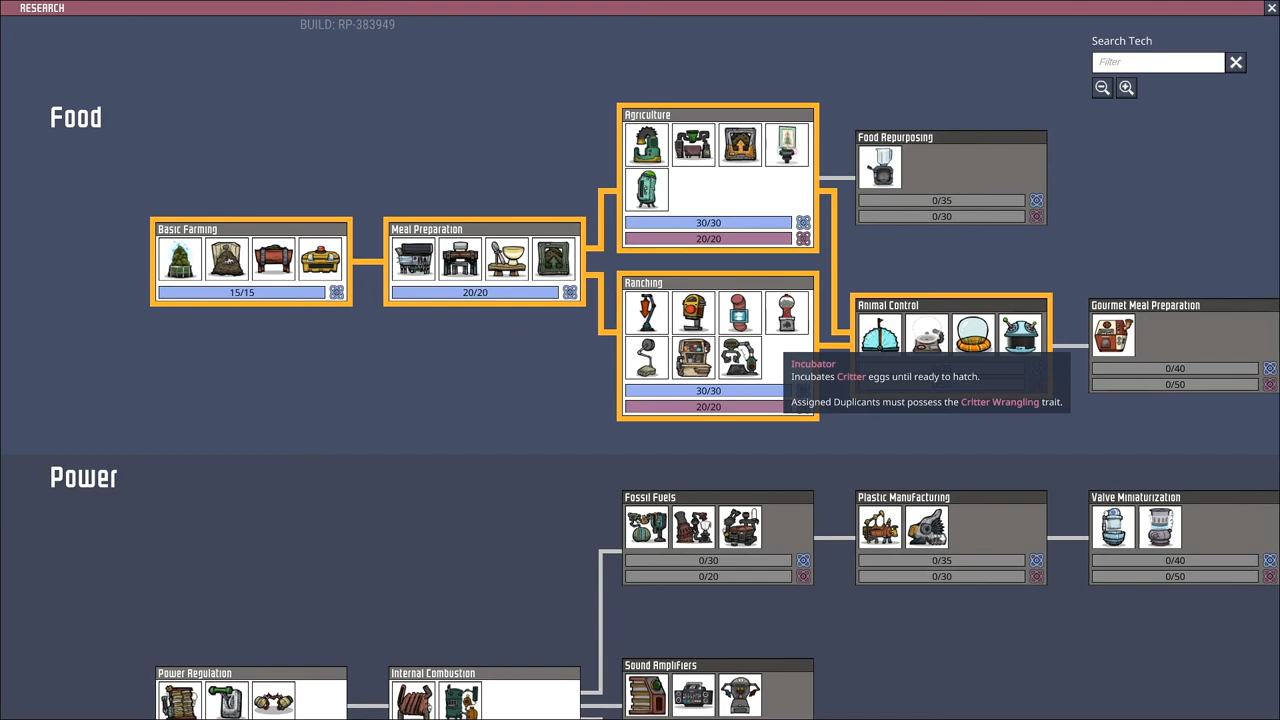 RESEARCH
BUILD: RP-383949
Search Tech
Filter
Food
Agriculture
30/30
20/20
Food Repurposing
0/35
0/30
Basic Farming
15/15
Meal Preparation
20/20
Ranching
30/30
20/20
Animal Control
Gourmet Meal Preparation
0/40
0/50
Incubator
Incubates Critter eggs until ready to hatch.
Assigned Duplicants must possess the Critter Wrangling trait.
Power
Fossil Fuels
0/30
0/20
Plastic Manufacturing
0/35
0/30
Valve Miniaturization
0/40
0/50
Sound Amplifiers
Power Regulation
Internal Combustion